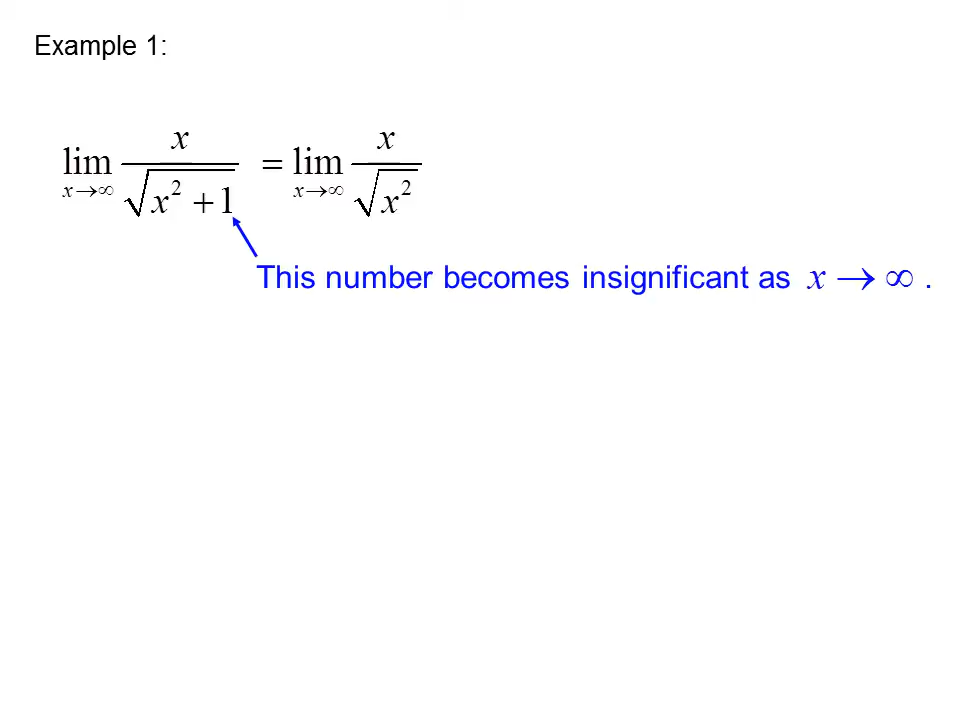 Example 1:
lim x→∞ x / √(x² + 1) = lim x→∞ x / √(x²)
This number becomes insignificant as x → ∞ .